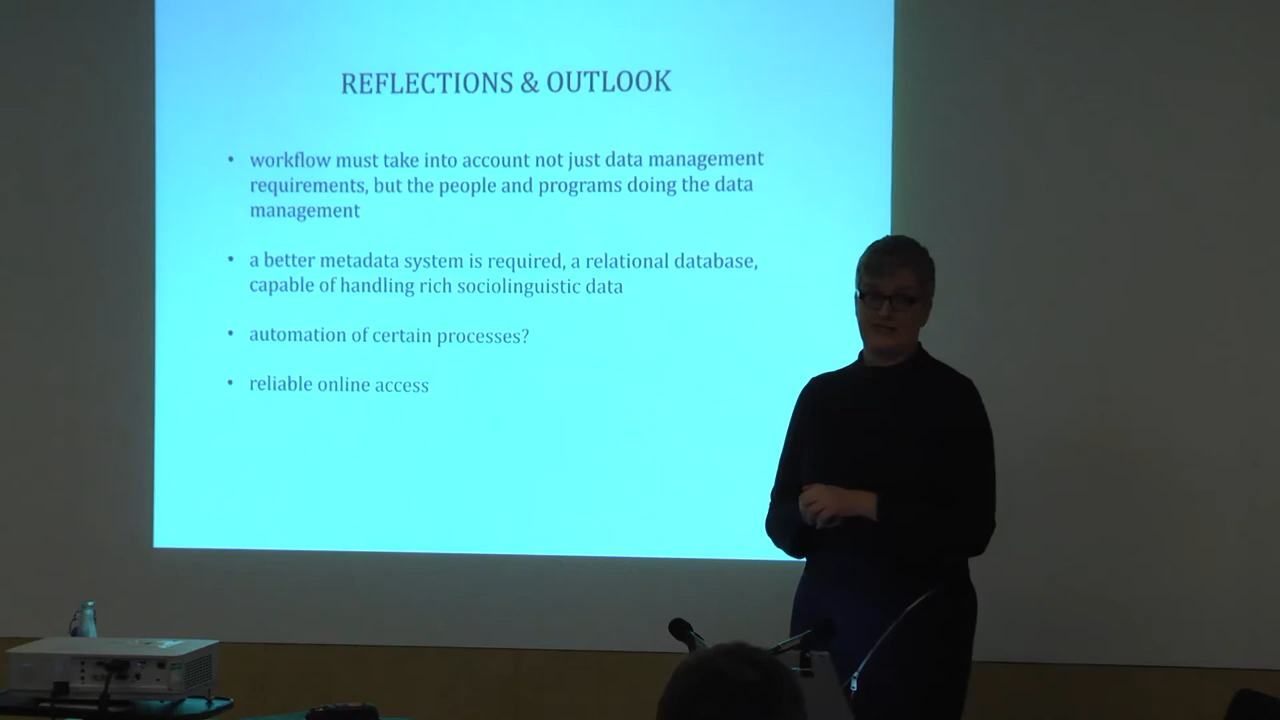 REFLECTIONS & OUTLOOK
• workflow must take into account not just data management
requirements, but the people and programs doing the data
management
• a better metadata system is required, a relational database,
capable of handling rich sociolinguistic data
• automation of certain processes?
• reliable online access